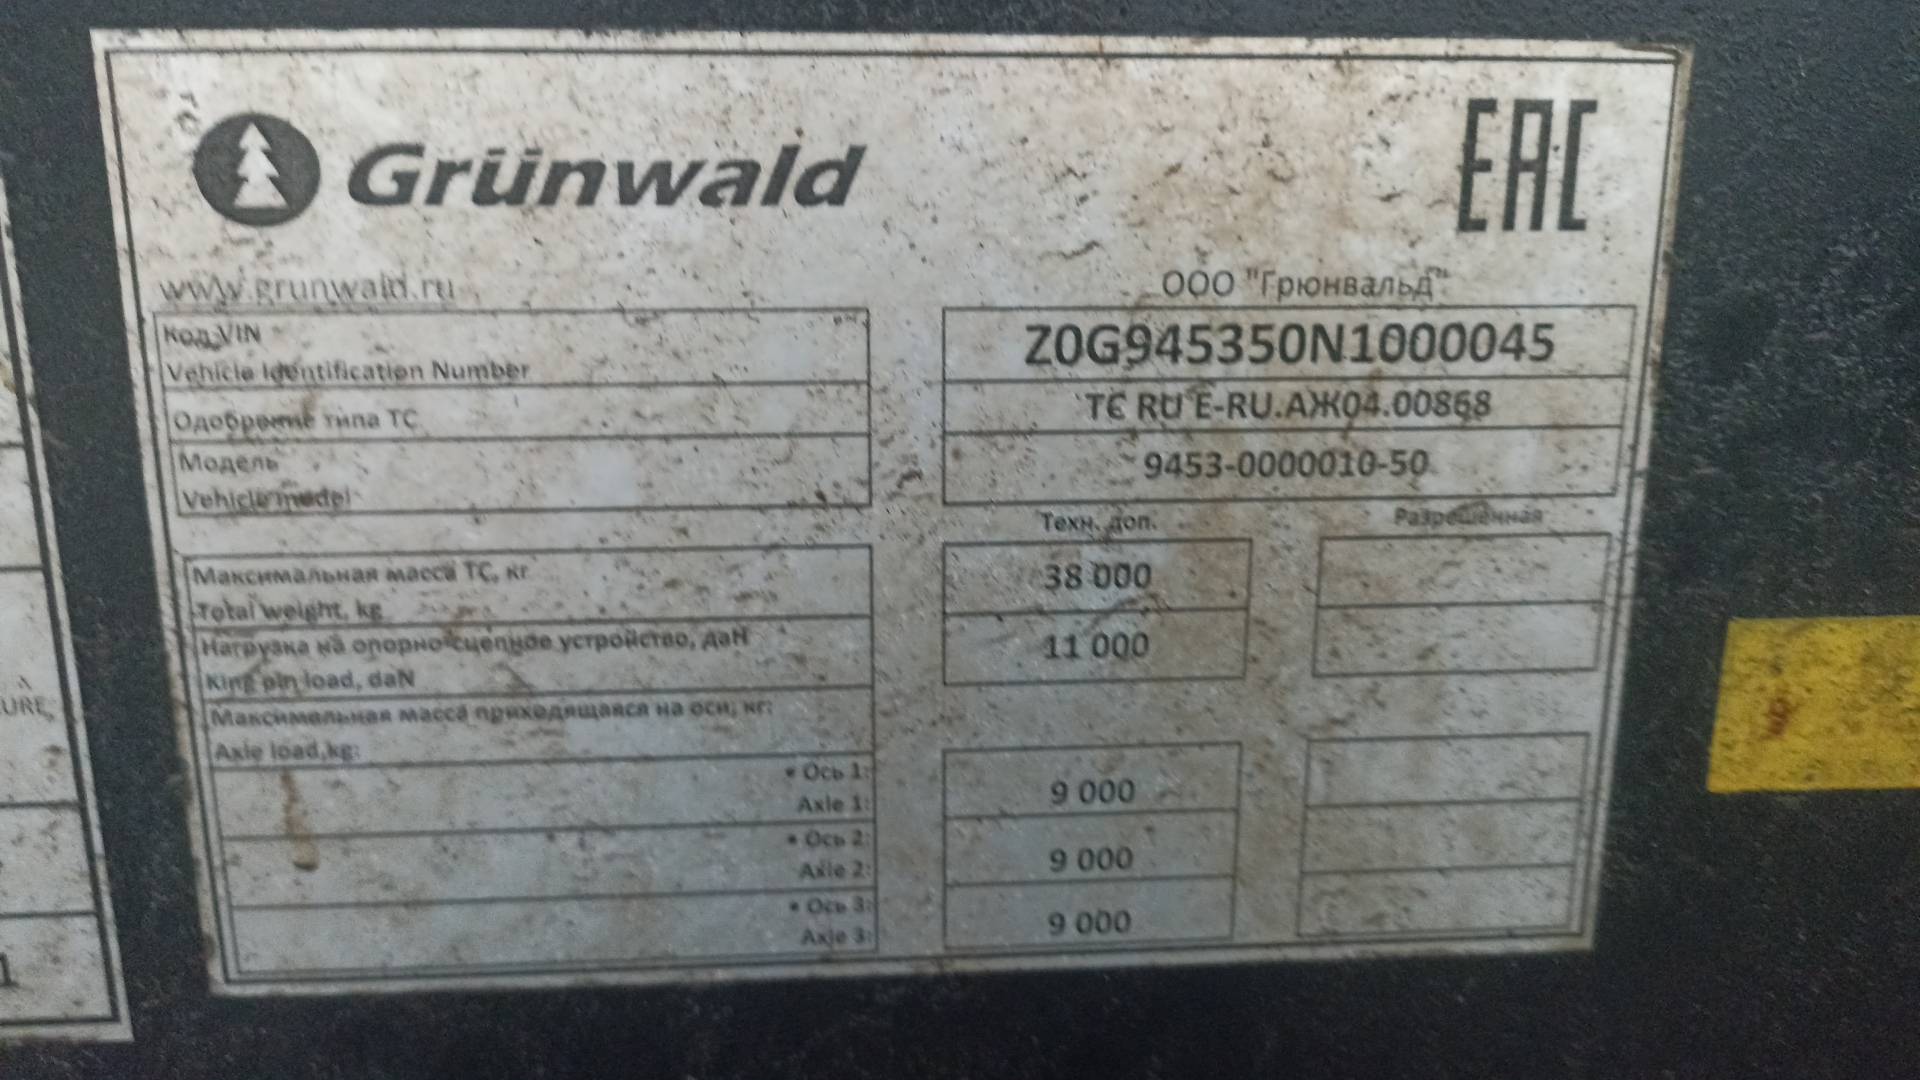 Grünwald
EAC
www.grunwald.ru
ООО "Грюнвальд"
Код VIN
Vehicle Identification Number
Z0G945350N1000045
Одобрение типа ТС
ТС RU Е-RU.АЖ04.00868
Модель
Vehicle model
9453-0000010-50
Техн. доп.
Разрешённая
Максимальная масса ТС, кг
Total weight, kg
38 000
Нагрузка на опорно-сцепное устройство, даН
King pin load, daN
11 000
Максимальная масса приходящаяся на оси, кг:
Axle load,kg:
• Ось 1:
Axle 1:
9 000
• Ось 2:
Axle 2:
9 000
• Ось 3:
Axle 3:
9 000